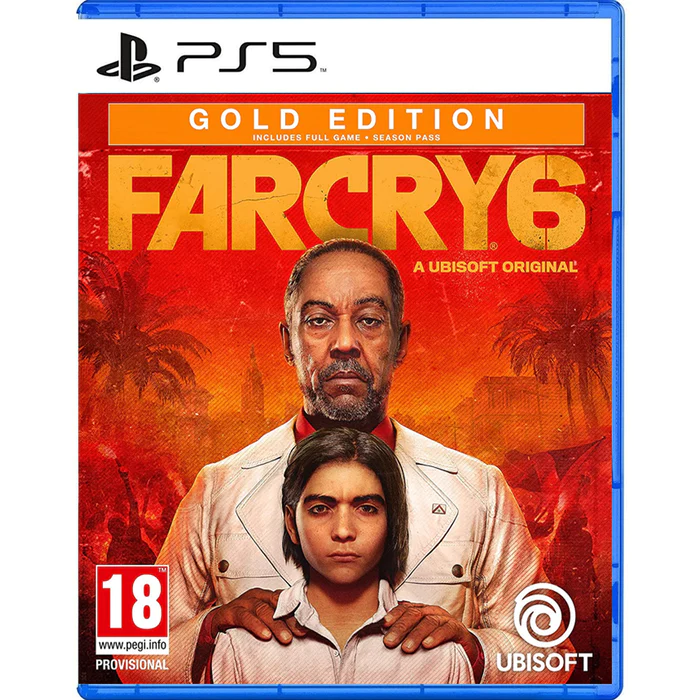 PS5
GOLD EDITION
INCLUDES FULL GAME • SEASON PASS
FARCRY6
A UBISOFT ORIGINAL
18
www.pegi.info
PROVISIONAL
UBISOFT